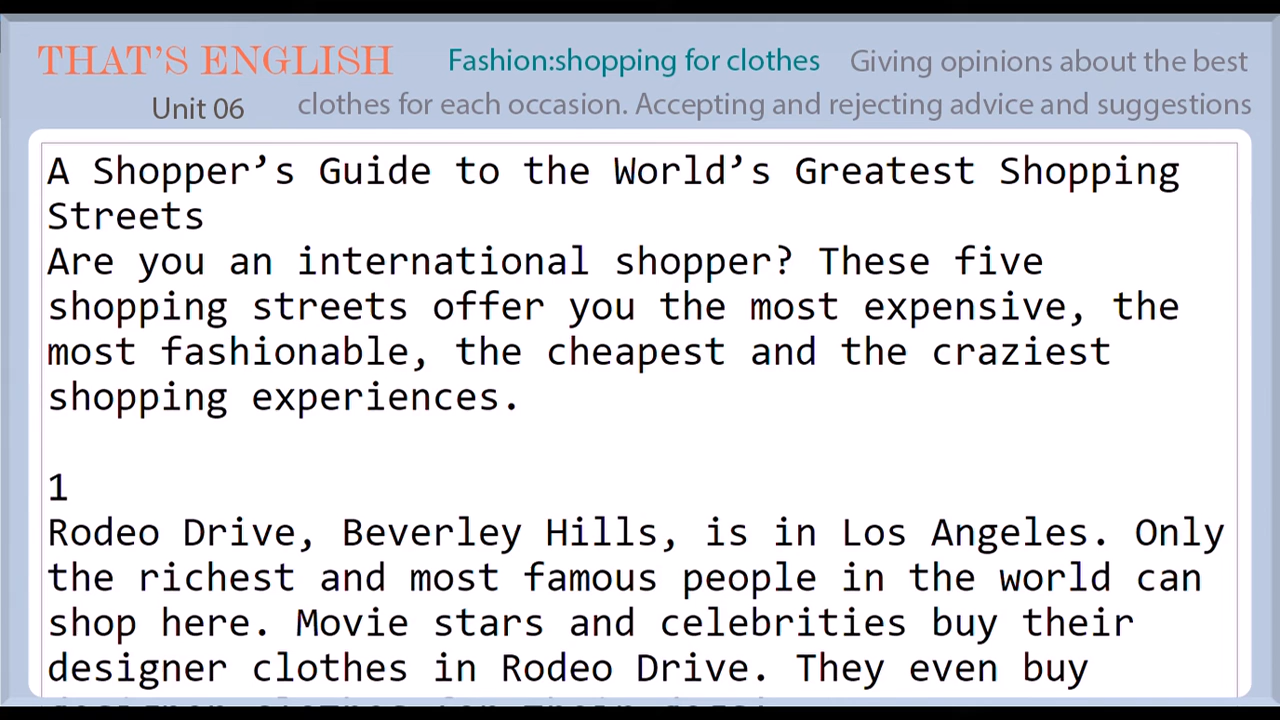 THAT'S ENGLISH
Fashion:shopping for clothes
Giving opinions about the best
Unit 06
clothes for each occasion. Accepting and rejecting advice and suggestions
A Shopper’s Guide to the World’s Greatest Shopping
Streets
Are you an international shopper? These five
shopping streets offer you the most expensive, the
most fashionable, the cheapest and the craziest
shopping experiences.
1
Rodeo Drive, Beverley Hills, is in Los Angeles. Only
the richest and most famous people in the world can
shop here. Movie stars and celebrities buy their
designer clothes in Rodeo Drive. They even buy